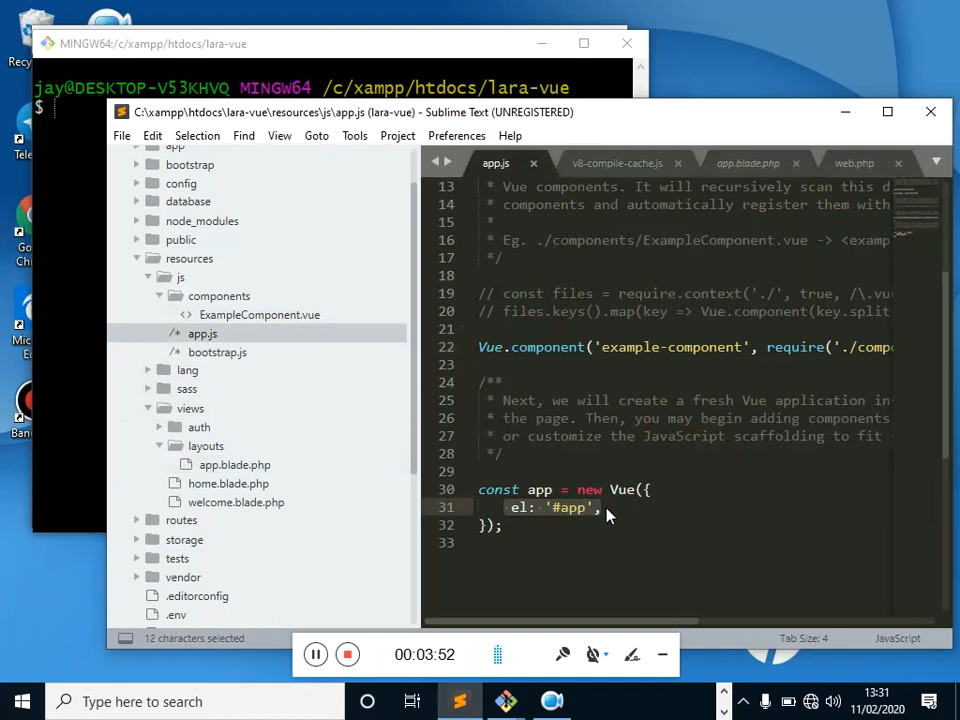 Recy
MINGW64:/c/xampp/htdocs/lara-vue
jay@DESKTOP-V53KHVQ MINGW64 /c/xampp/htdocs/lara-vue
$
C:\xampp\htdocs\lara-vue\resources\js\app.js (lara-vue) - Sublime Text (UNREGISTERED)
File Edit Selection Find View Goto Tools Project Preferences Help
Tele
Go
Chr
Mic
Ed
Ban
app
bootstrap
config
database
node_modules
public
resources
js
components
<> ExampleComponent.vue
/* app.js
/* bootstrap.js
lang
sass
views
auth
layouts
app.blade.php
home.blade.php
welcome.blade.php
routes
storage
tests
vendor
.editorconfig
.env
app.js v8-compile-cache.js app.blade.php web.php
13 * Vue components. It will recursively scan this d
14 * components and automatically register them with
15 *
16 * Eg. ./components/ExampleComponent.vue -> <examp
17 */
18
19 // const files = require.context('./', true, /\.vu
20 // files.keys().map(key => Vue.component(key.split
21
22 Vue.component('example-component', require('./comp
23
24 /**
25 * Next, we will create a fresh Vue application in
26 * the page. Then, you may begin adding components
27 * or customize the JavaScript scaffolding to fit
28 */
29
30 const app = new Vue({
31 el: '#app',
32 });
33
12 characters selected
Tab Size: 4 JavaScript
00:03:52
Type here to search
13:31
11/02/2020